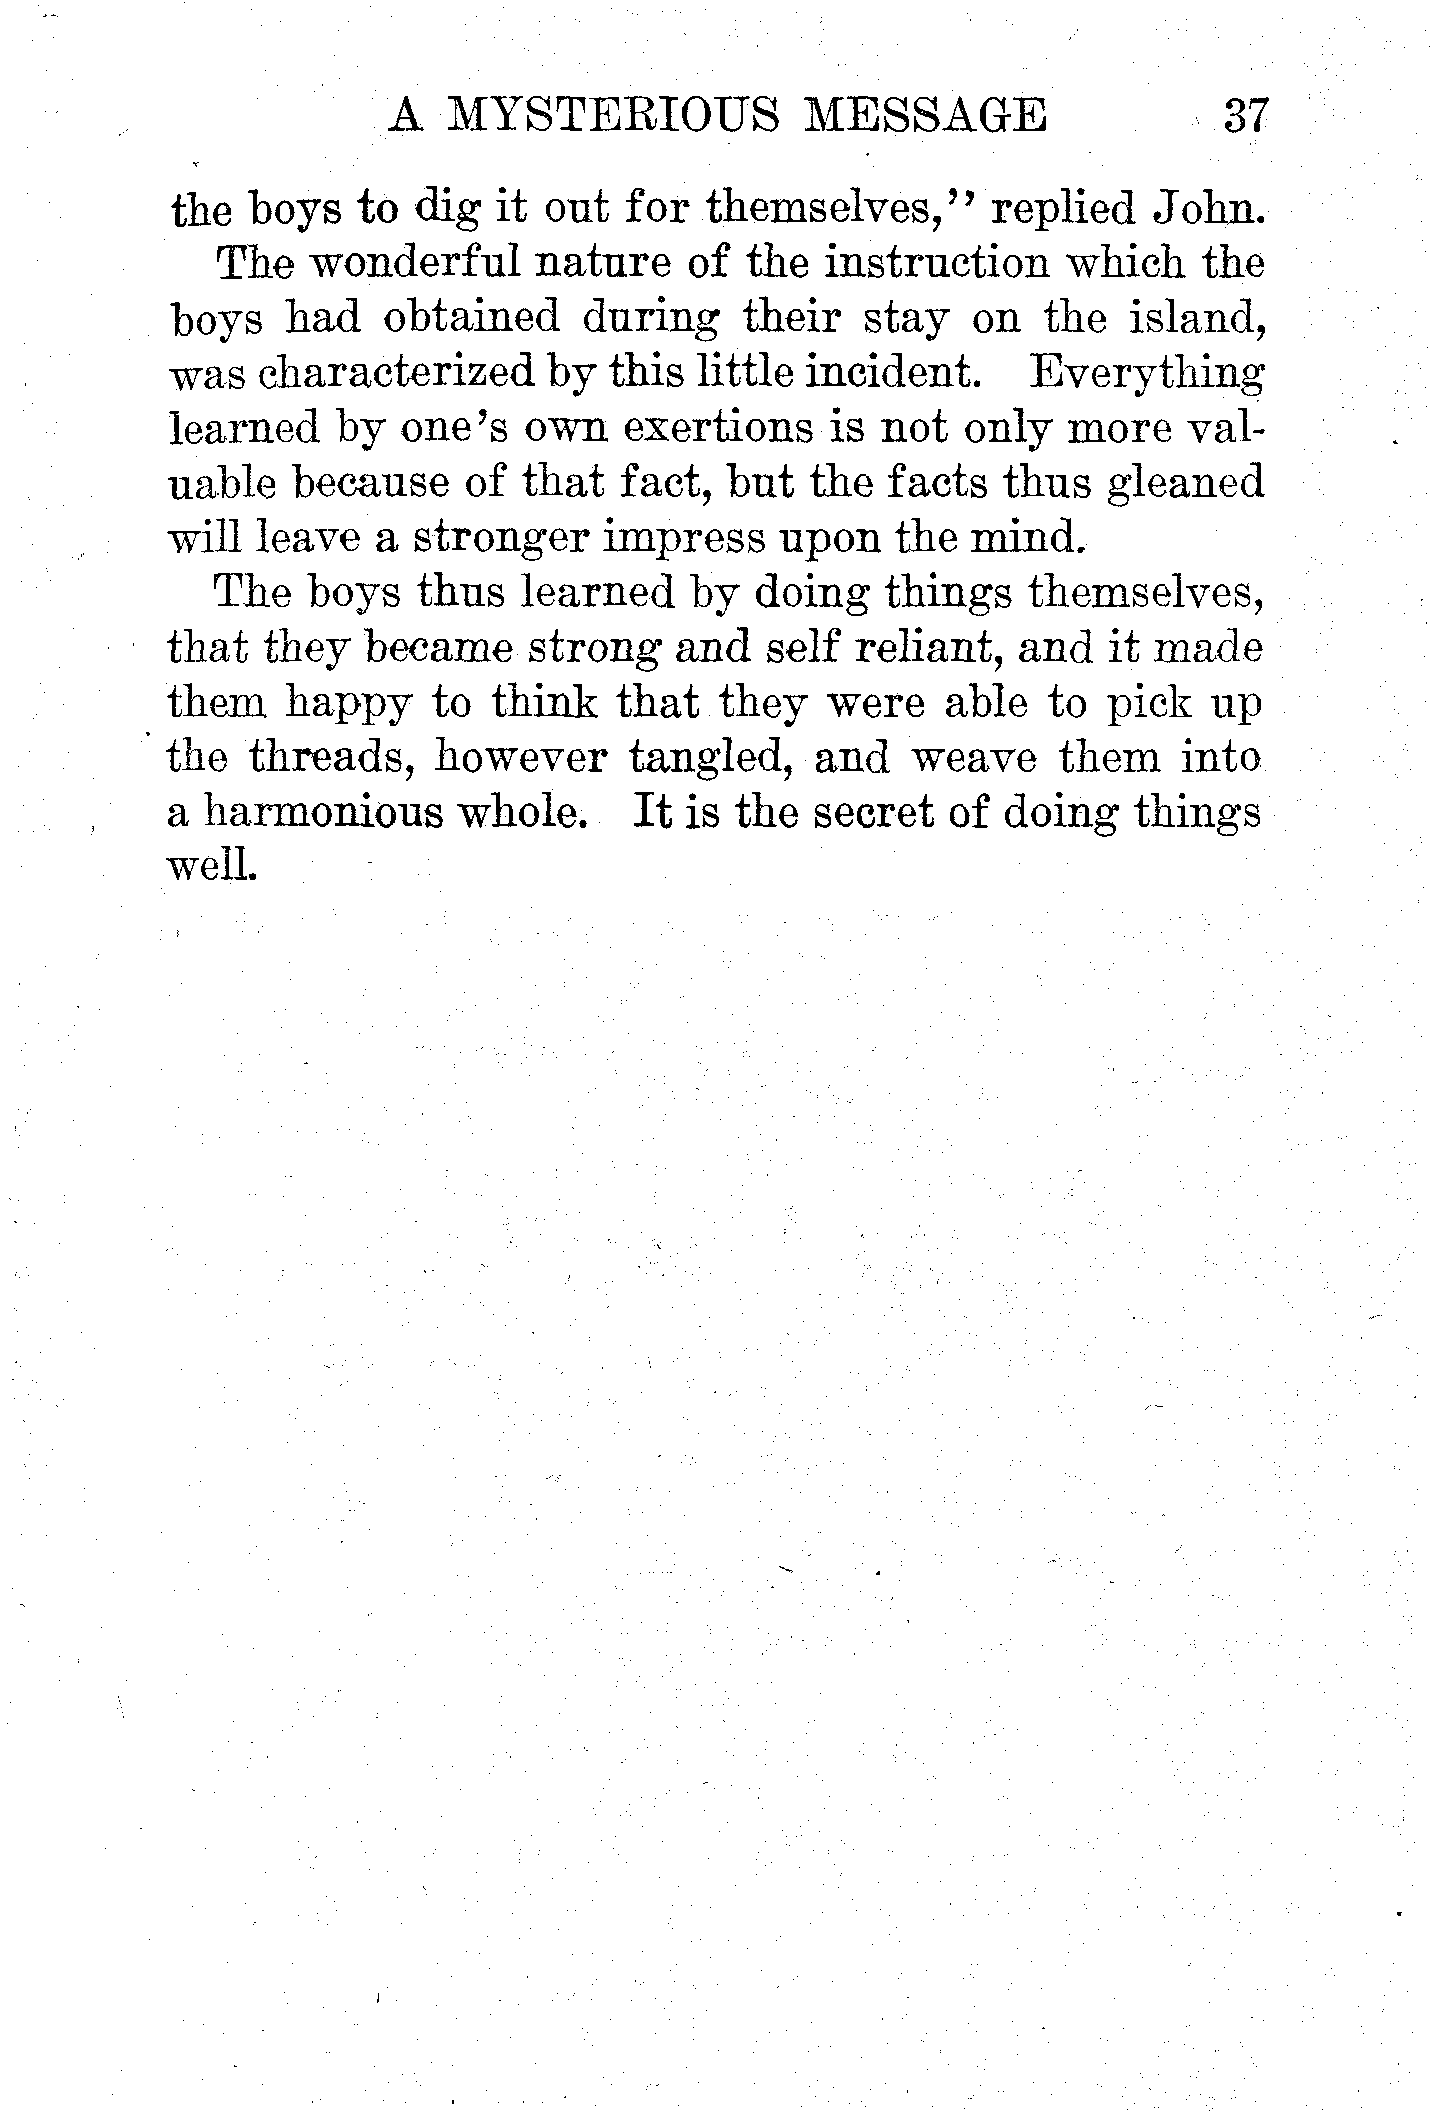 A MYSTERIOUS MESSAGE 37
the boys to dig it out for themselves,'' replied John.
The wonderful nature of the instruction which the
boys had obtained during their stay on the island,
was characterized by this little incident. Everything
learned by one's own exertions is not only more val-
uable because of that fact, but the facts thus gleaned
will leave a stronger impress upon the mind.
The boys thus learned by doing things themselves,
that they became strong and self reliant, and it made
them happy to think that they were able to pick up
the threads, however tangled, and weave them into
a harmonious whole. It is the secret of doing things
well.